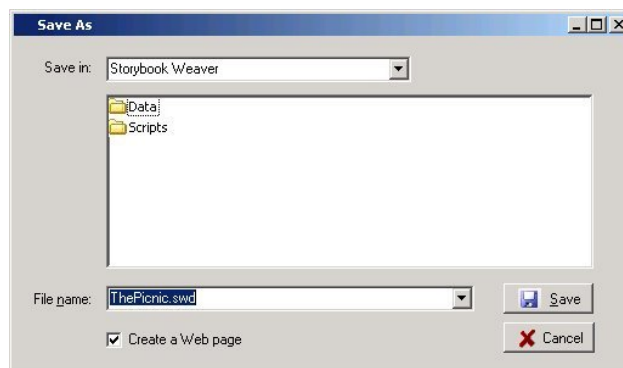 Save As
Save in: Storybook Weaver
Data
Scripts
File name: ThePicnic.swd
Save
Create a Web page
Cancel